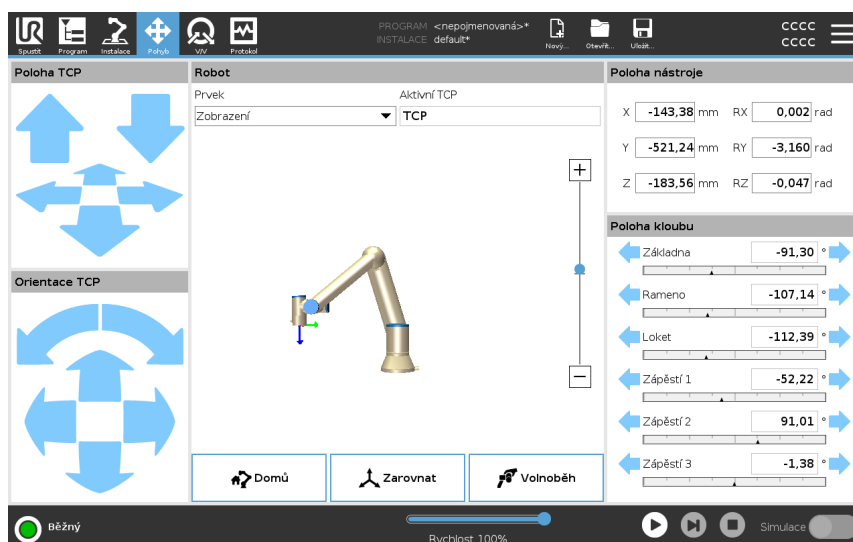 UR
Spustit
Program
Instalace
Pohyb
V/V
Protokol
PROGRAM <nepojmenovaná>*
INSTALACE default*
Nový...
Otevřít...
Uložit...
CCCC
CCCC
Poloha TCP
Robot
Poloha nástroje
Prvek
Aktivní TCP
Zobrazení
TCP
X -143,38 mm RX 0,002 rad
Y -521,24 mm RY -3,160 rad
Z -183,56 mm RZ -0,047 rad
Poloha kloubu
Základna -91,30 °
Rameno -107,14 °
Loket -112,39 °
Zápěstí 1 -52,22 °
Zápěstí 2 91,01 °
Zápěstí 3 -1,38 °
Orientace TCP
Domů
Zarovnat
Volnoběh
Běžný
Rychlost 100%
Simulace